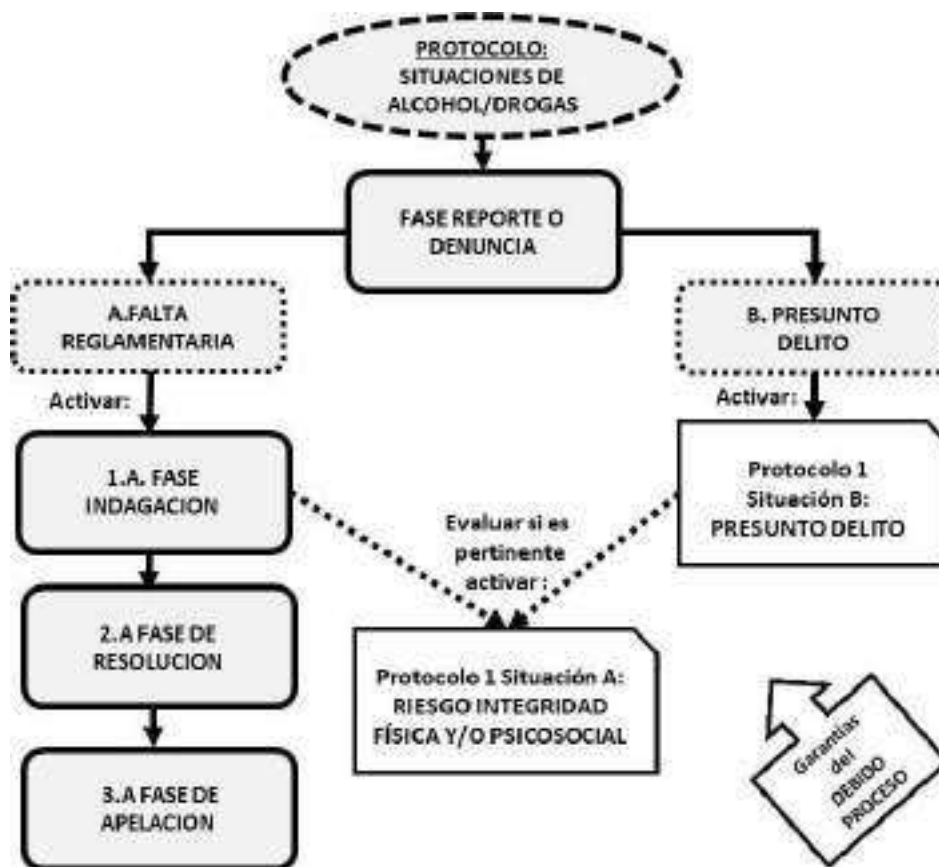 PROTOCOLO:
SITUACIONES DE
ALCOHOL/DROGAS
FASE REPORTE O
DENUNCIA
A.FALTA
REGLAMENTARIA
B. PRESUNTO
DELITO
Activar:
Activar:
1.A. FASE
INDAGACION
Protocolo 1
Situación B:
PRESUNTO DELITO
Evaluar si es
pertinente
activar :
2.A FASE DE
RESOLUCION
Protocolo 1 Situación A:
RIESGO INTEGRIDAD
FÍSICA Y/O PSICOSOCIAL
3.A FASE DE
APELACION
Garantías
del
DEBIDO
PROCESO